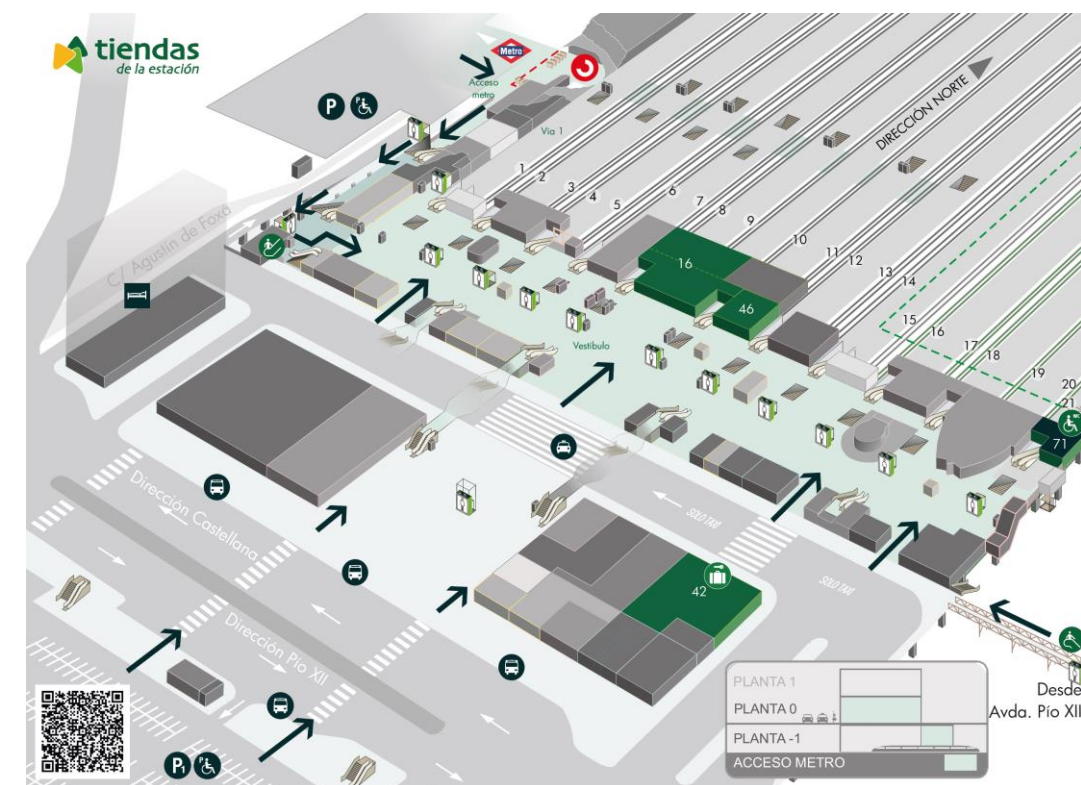 tiendas
de la estación
Metro
Acceso
metro
P
P
Vía 1
DIRECCIÓN NORTE
C/ Agustín de Foxá
1
2
3
4
5
6
7
8
9
10
11
12
13
14
15
16
17
18
19
20
21
16
46
71
Vestíbulo
SOLO TAXI
SOLO TAXI
42
Dirección Castellana
Dirección Pío XII
P1
P
Desde
Avda. Pío XII
PLANTA 1
PLANTA 0
PLANTA -1
ACCESO METRO